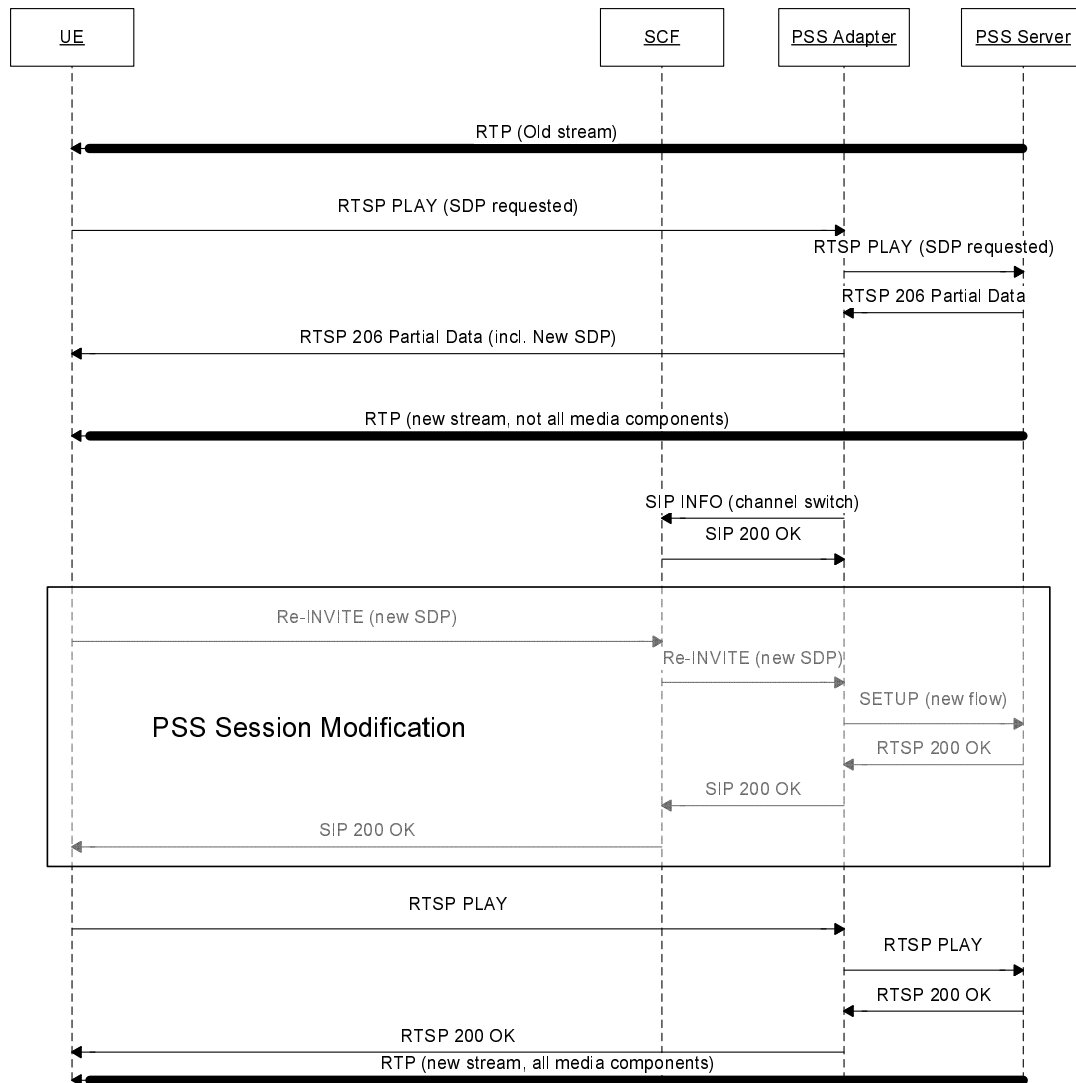 UE
SCF
PSS Adapter
PSS Server
RTP (Old stream)
RTSP PLAY (SDP requested)
RTSP PLAY (SDP requested)
RTSP 206 Partial Data
RTSP 206 Partial Data (incl. New SDP)
RTP (new stream, not all media components)
SIP INFO (channel switch)
SIP 200 OK
Re-INVITE (new SDP)
Re-INVITE (new SDP)
SETUP (new flow)
PSS Session Modification
RTSP 200 OK
SIP 200 OK
SIP 200 OK
RTSP PLAY
RTSP PLAY
RTSP 200 OK
RTSP 200 OK
RTP (new stream, all media components)